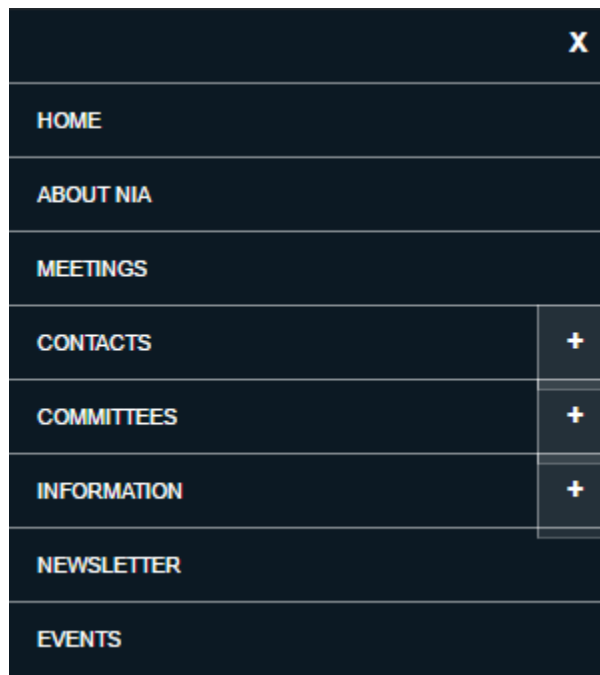 X
HOME
ABOUT NIA
MEETINGS
CONTACTS +
COMMITTEES +
INFORMATION +
NEWSLETTER
EVENTS